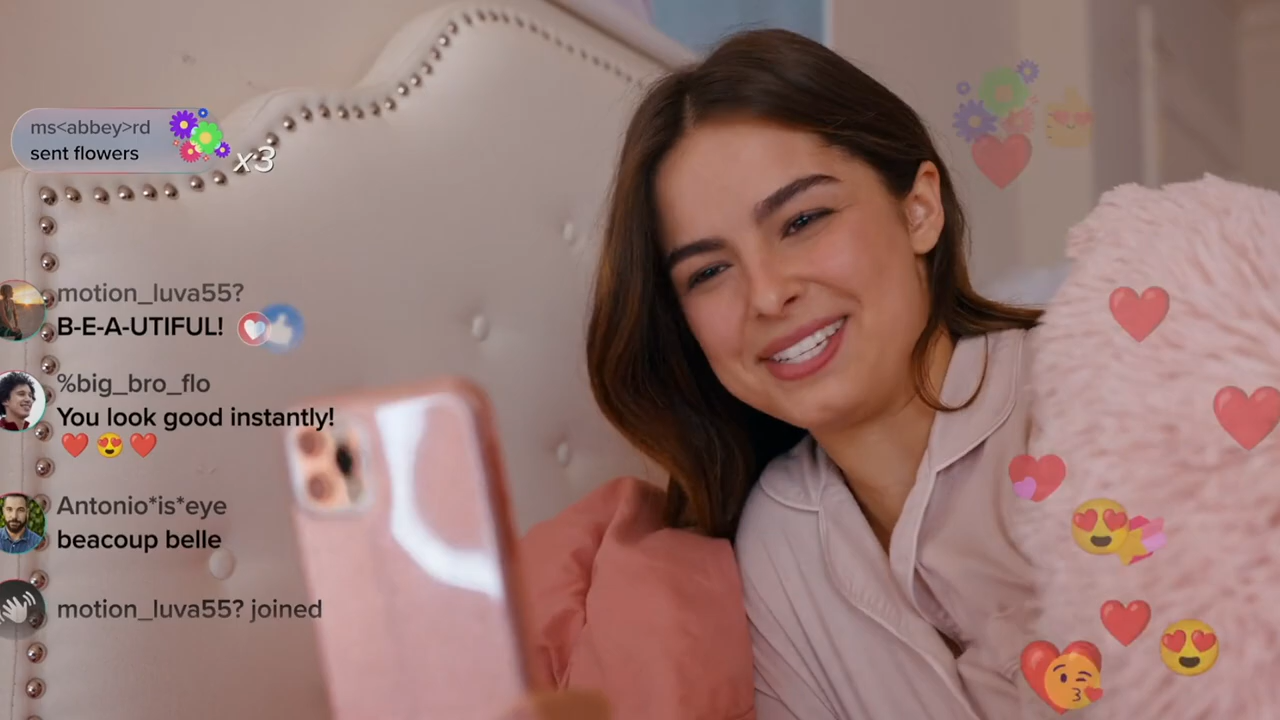 ms<abbey>rd
sent flowers
x3
motion_luva55?
B-E-A-UTIFUL!
%big_bro_flo
You look good instantly!
Antonio*is*eye
beacoup belle
motion_luva55? joined